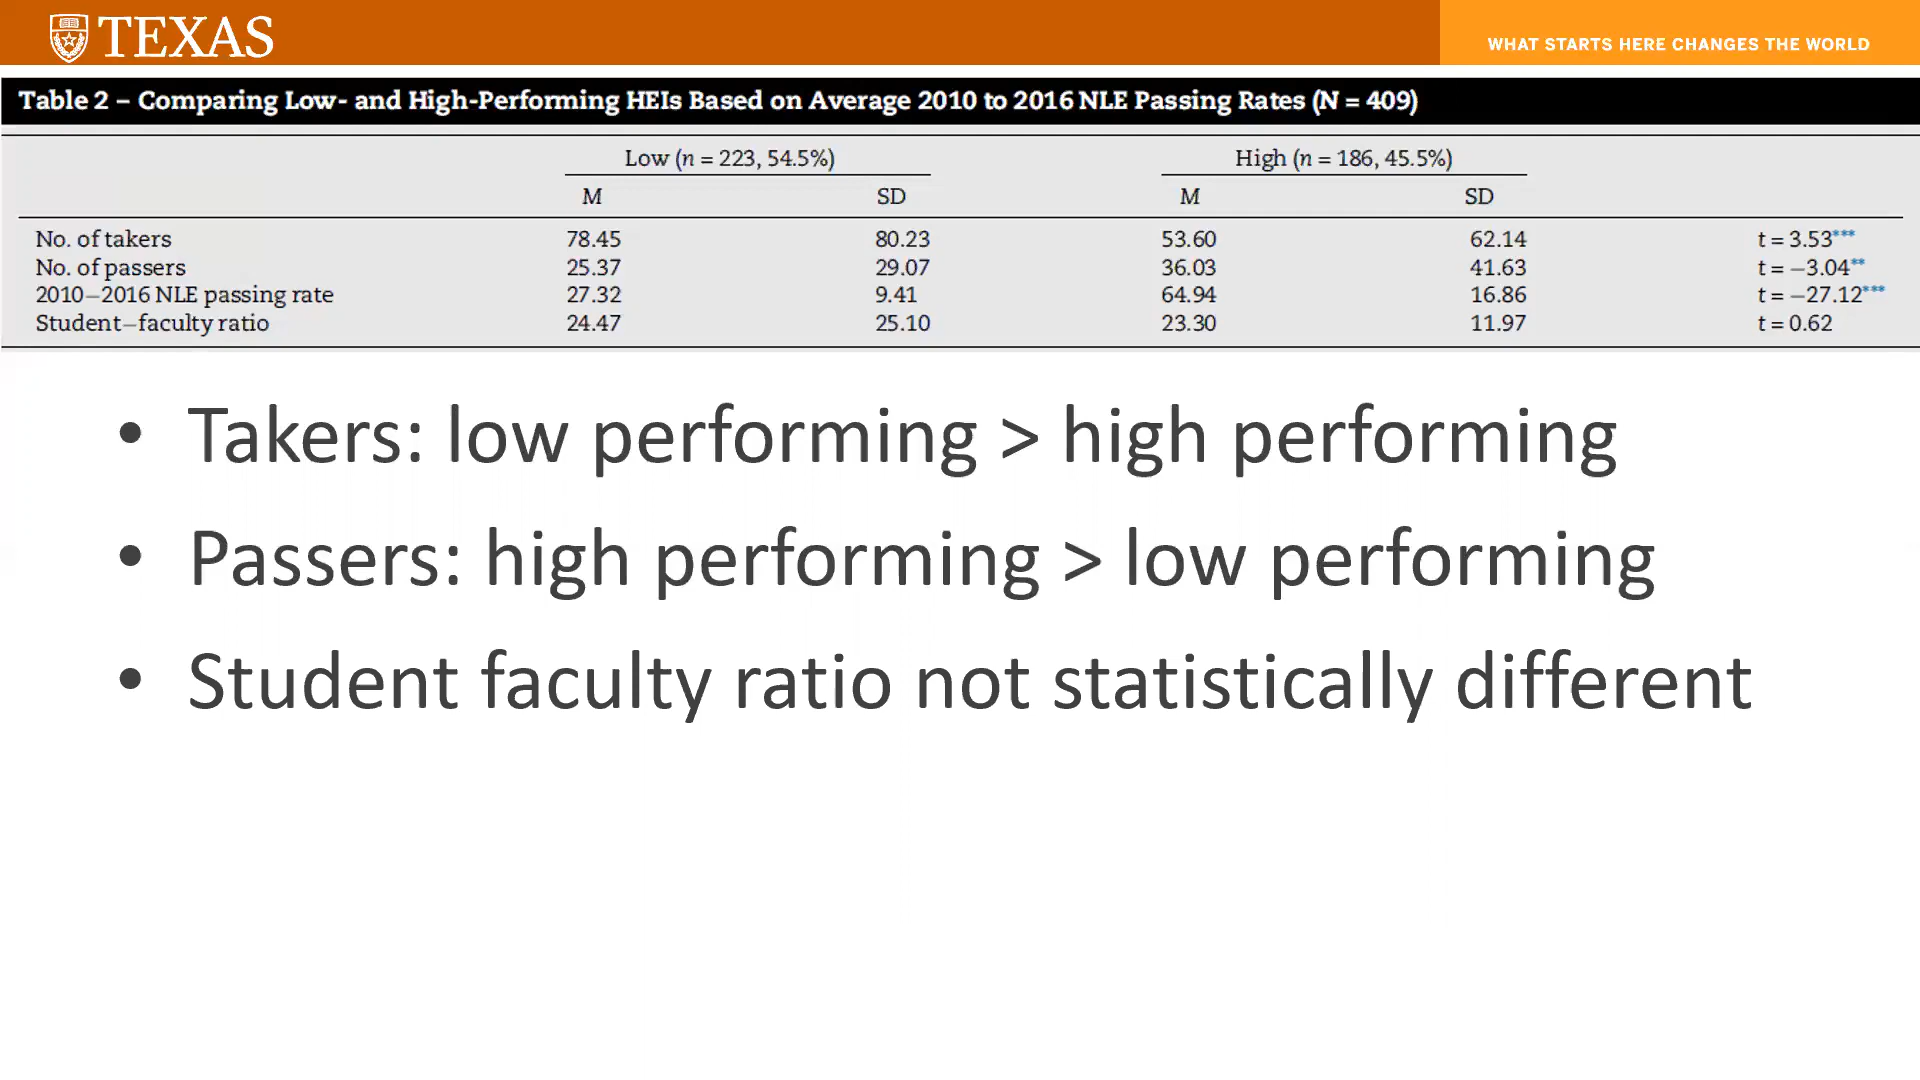 TEXAS
WHAT STARTS HERE CHANGES THE WORLD
Table 2 – Comparing Low- and High-Performing HEIs Based on Average 2010 to 2016 NLE Passing Rates (N = 409)
Low (n = 223, 54.5%) High (n = 186, 45.5%)
M SD M SD
No. of takers 78.45 80.23 53.60 62.14 t = 3.53***
No. of passers 25.37 29.07 36.03 41.63 t = −3.04**
2010–2016 NLE passing rate 27.32 9.41 64.94 16.86 t = −27.12***
Student–faculty ratio 24.47 25.10 23.30 11.97 t = 0.62
• Takers: low performing > high performing
• Passers: high performing > low performing
• Student faculty ratio not statistically different